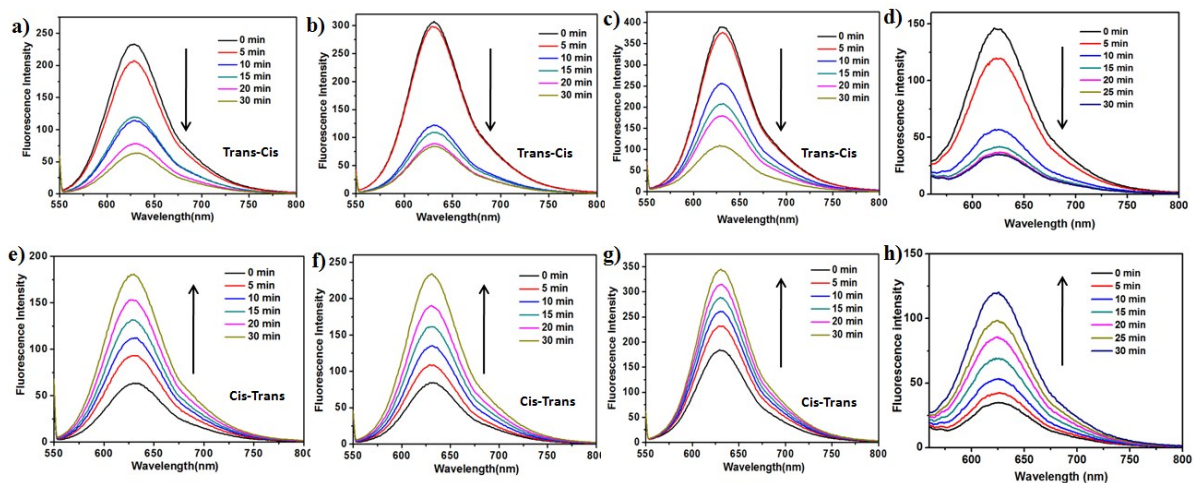 a)
250
200
150
100
50
0
Fluorescence Intensity
0 min
5 min
10 min
15 min
20 min
30 min
Trans-Cis
550 600 650 700 750 800
Wavelength(nm)
b)
300
250
200
150
100
50
0
Fluorescence Intensity
0 min
5 min
10 min
15 min
20 min
30 min
Trans-Cis
550 600 650 700 750 800
Wavelength(nm)
c)
400
350
300
250
200
150
100
50
0
Fluorescence Intensity
0 min
5 min
10 min
15 min
20 min
30 min
Trans-Cis
550 600 650 700 750 800
Wavelength(nm)
d)
150
100
50
0
Fluorescence Intensity
0 min
5 min
10 min
15 min
20 min
25 min
30 min
600 650 700 750 800
Wavelength (nm)
e)
200
150
100
50
0
Fluorescence Intensity
0 min
5 min
10 min
15 min
20 min
30 min
Cis-Trans
550 600 650 700 750 800
Wavelength(nm)
f)
250
200
150
100
50
0
Fluorescence Intensity
0 min
5 min
10 min
15 min
20 min
30 min
Cis-Trans
550 600 650 700 750 800
Wavelength(nm)
g)
350
300
250
200
150
100
50
0
Fluorescence Intensity
0 min
5 min
10 min
15 min
20 min
30 min
Cis-Trans
550 600 650 700 750 800
Wavelength(nm)
h)
150
100
50
0
Fluorescence intensity
0 min
5 min
10 min
15 min
20 min
25 min
30 min
600 650 700 750 800
Wavelength (nm)